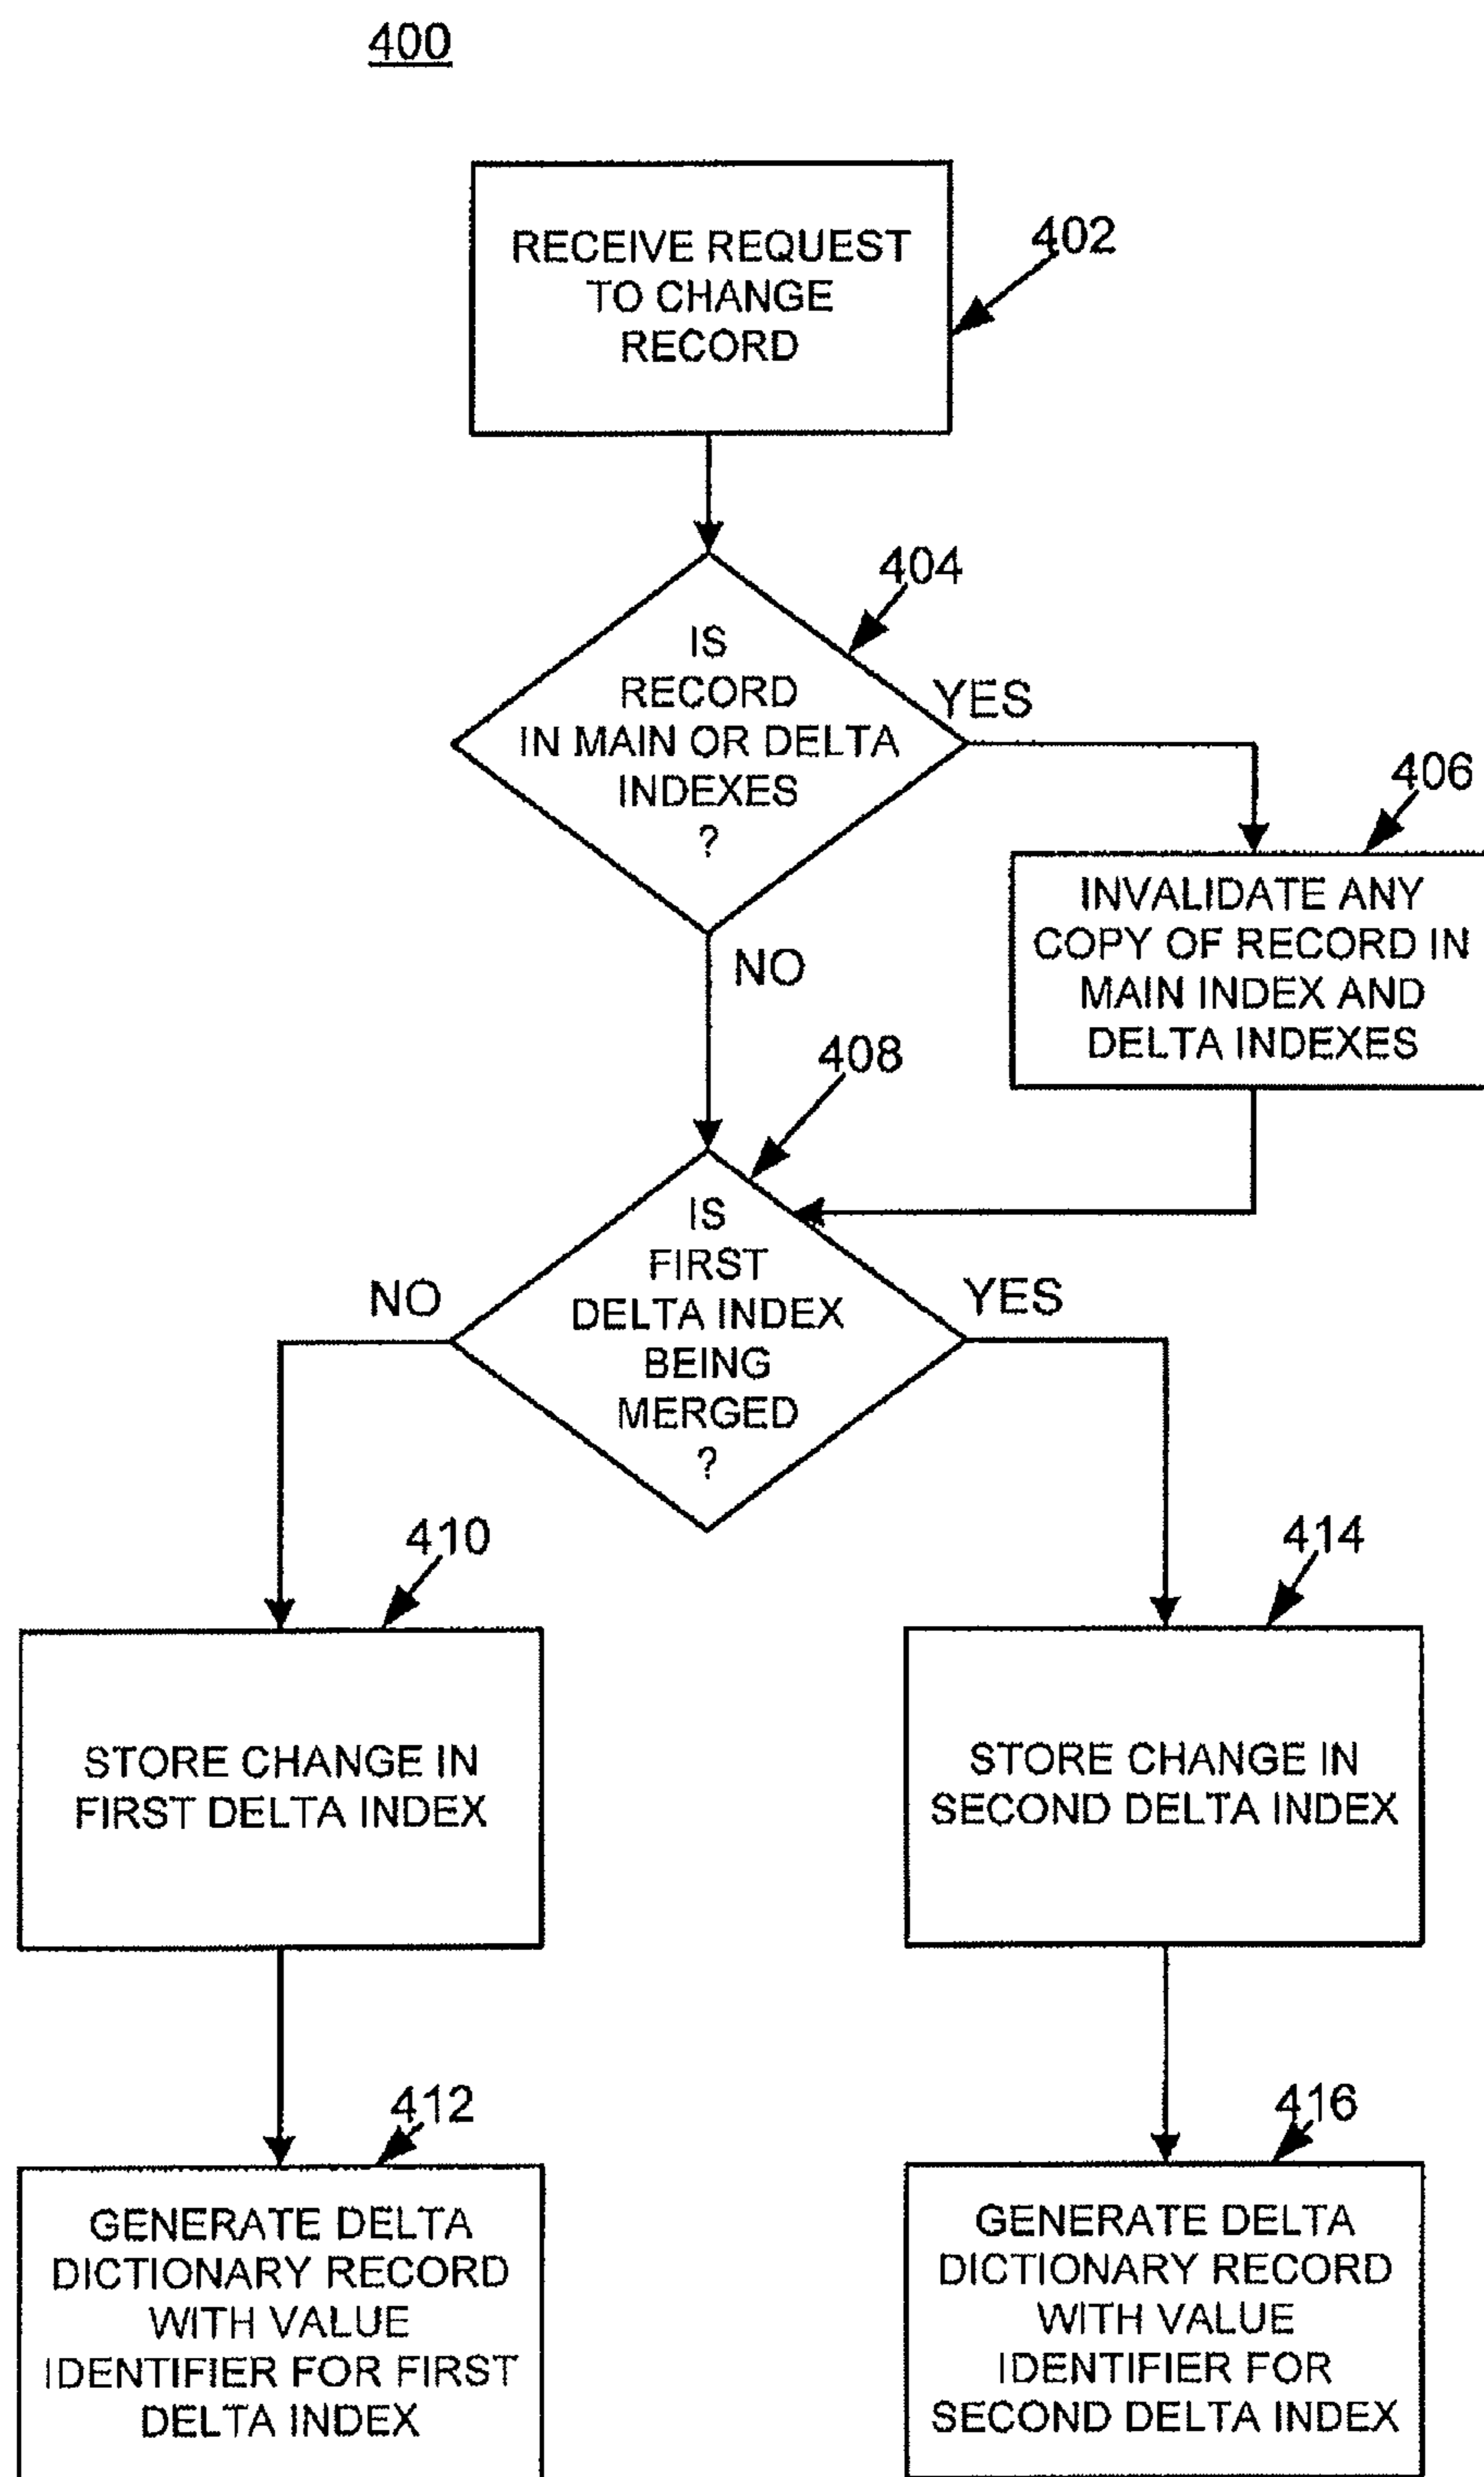 400
RECEIVE REQUEST
TO CHANGE
RECORD
402
404
IS
RECORD
IN MAIN OR DELTA
INDEXES
?
YES
406
INVALIDATE ANY
COPY OF RECORD IN
MAIN INDEX AND
DELTA INDEXES
NO
408
IS
FIRST
DELTA INDEX
BEING
MERGED
?
NO
YES
410
STORE CHANGE IN
FIRST DELTA INDEX
414
STORE CHANGE IN
SECOND DELTA INDEX
412
GENERATE DELTA
DICTIONARY RECORD
WITH VALUE
IDENTIFIER FOR FIRST
DELTA INDEX
416
GENERATE DELTA
DICTIONARY RECORD
WITH VALUE
IDENTIFIER FOR
SECOND DELTA INDEX